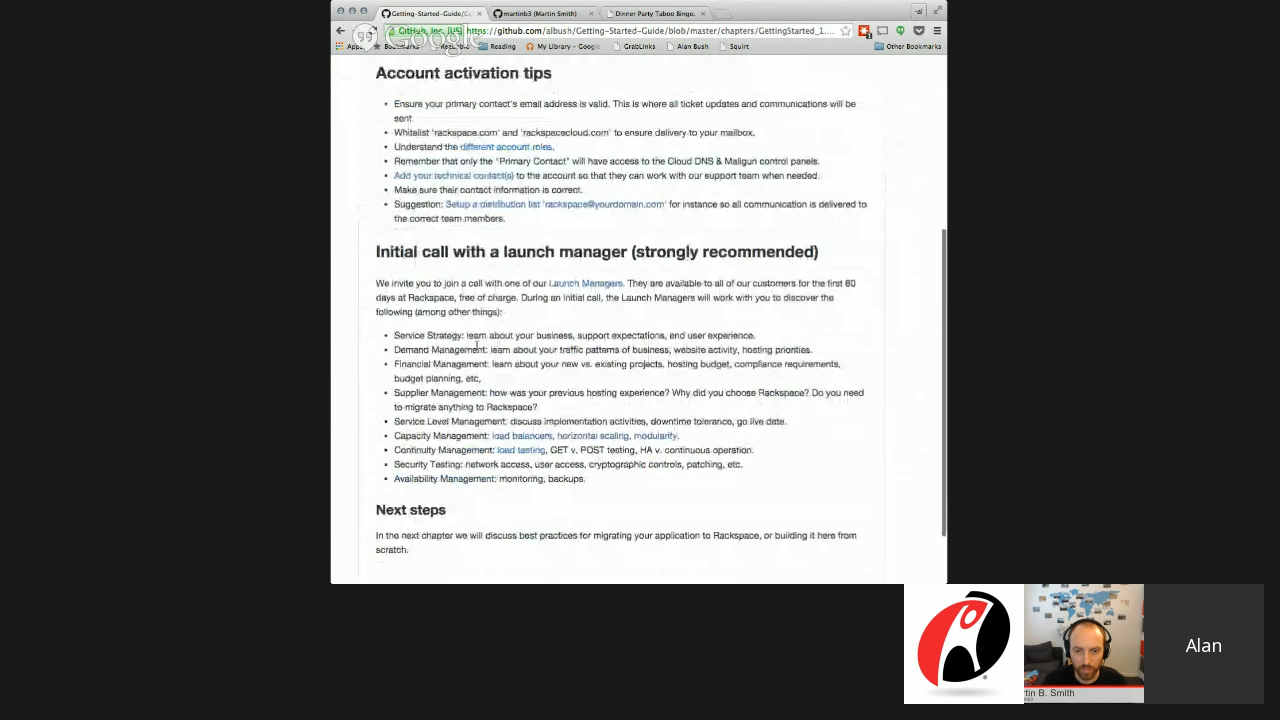 Getting-Started-Guide/Ge
martinb3 (Martin Smith)
Dinner Party Taboo Bingo.
GitHub, Inc. [US] https://github.com/albush/Getting-Started-Guide/blob/master/chapters/GettingStarted_1....
Google
Reading
My Library – Google
GrabLinks
Alan Bush
Squirt
Other Bookmarks
Account activation tips
• Ensure your primary contact's email address is valid. This is where all ticket updates and communications will be
sent.
• Whitelist 'rackspace.com' and 'rackspacecloud.com' to ensure delivery to your mailbox.
• Understand the different account roles.
• Remember that only the "Primary Contact" will have access to the Cloud DNS & Mailgun control panels.
• Add your technical contact(s) to the account so that they can work with our support team when needed.
• Make sure their contact information is correct.
• Suggestion: Setup a distribution list 'rackspace@yourdomain.com' for instance so all communication is delivered to
the correct team members.
Initial call with a launch manager (strongly recommended)
We invite you to join a call with one of our Launch Managers. They are available to all of our customers for the first 60
days at Rackspace, free of charge. During an initial call, the Launch Managers will work with you to discover the
following (among other things):
• Service Strategy: learn about your business, support expectations, end user experience.
• Demand Management: learn about your traffic patterns of business, website activity, hosting priorities.
• Financial Management: learn about your new vs. existing projects, hosting budget, compliance requirements,
budget planning, etc,
• Supplier Management: how was your previous hosting experience? Why did you choose Rackspace? Do you need
to migrate anything to Rackspace?
• Service Level Management: discuss implementation activities, downtime tolerance, go live date.
• Capacity Management: load balancers, horizontal scaling, modularity.
• Continuity Management: load testing, GET v. POST testing, HA v. continuous operation.
• Security Testing: network access, user access, cryptographic controls, patching, etc.
• Availability Management: monitoring, backups.
Next steps
In the next chapter we will discuss best practices for migrating your application to Rackspace, or building it here from
scratch.
tin B. Smith
Alan